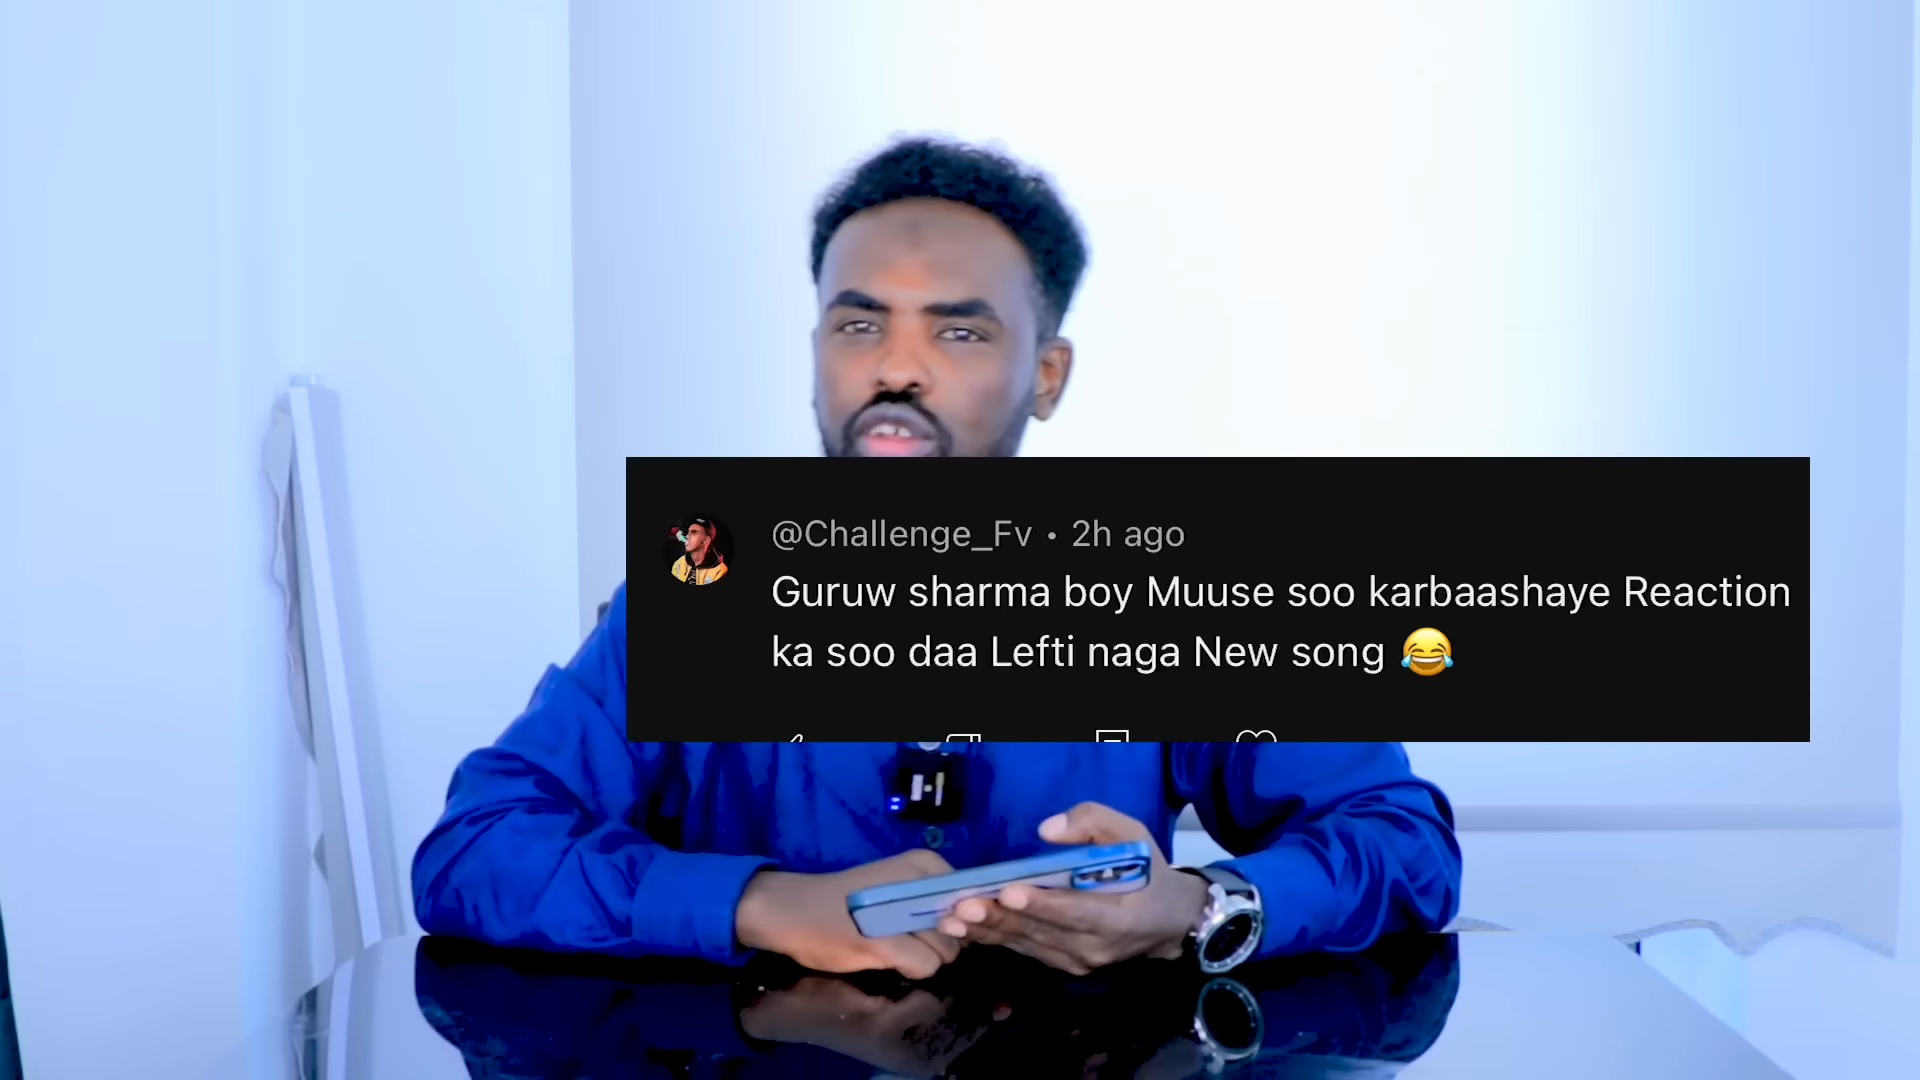 @Challenge_Fv • 2h ago
Guruw sharma boy Muuse soo karbaashaye Reaction
ka soo daa Lefti naga New song 😂